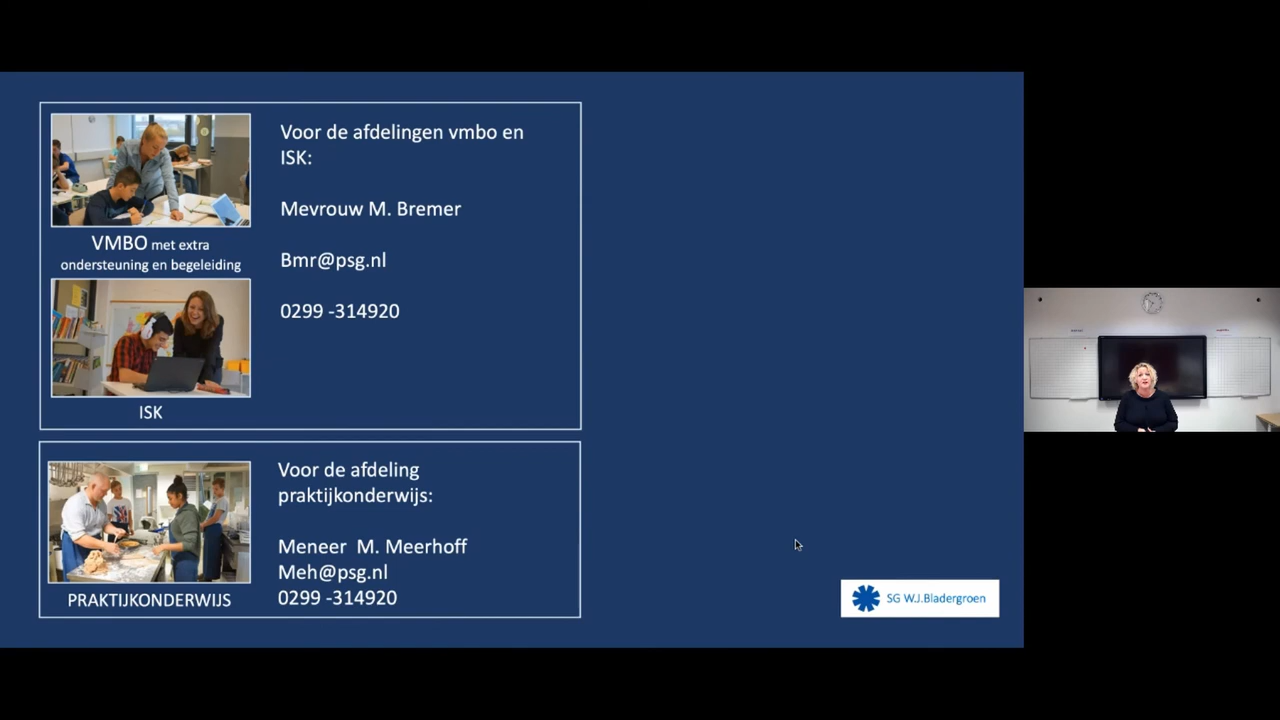 Voor de afdelingen vmbo en
ISK:
Mevrouw M. Bremer
Bmr@psg.nl
0299 -314920
VMBO met extra
ondersteuning en begeleiding
ISK
Voor de afdeling
praktijkonderwijs:
Meneer M. Meerhoff
Meh@psg.nl
0299 -314920
PRAKTIJKONDERWIJS
SG W.J.Bladergroen